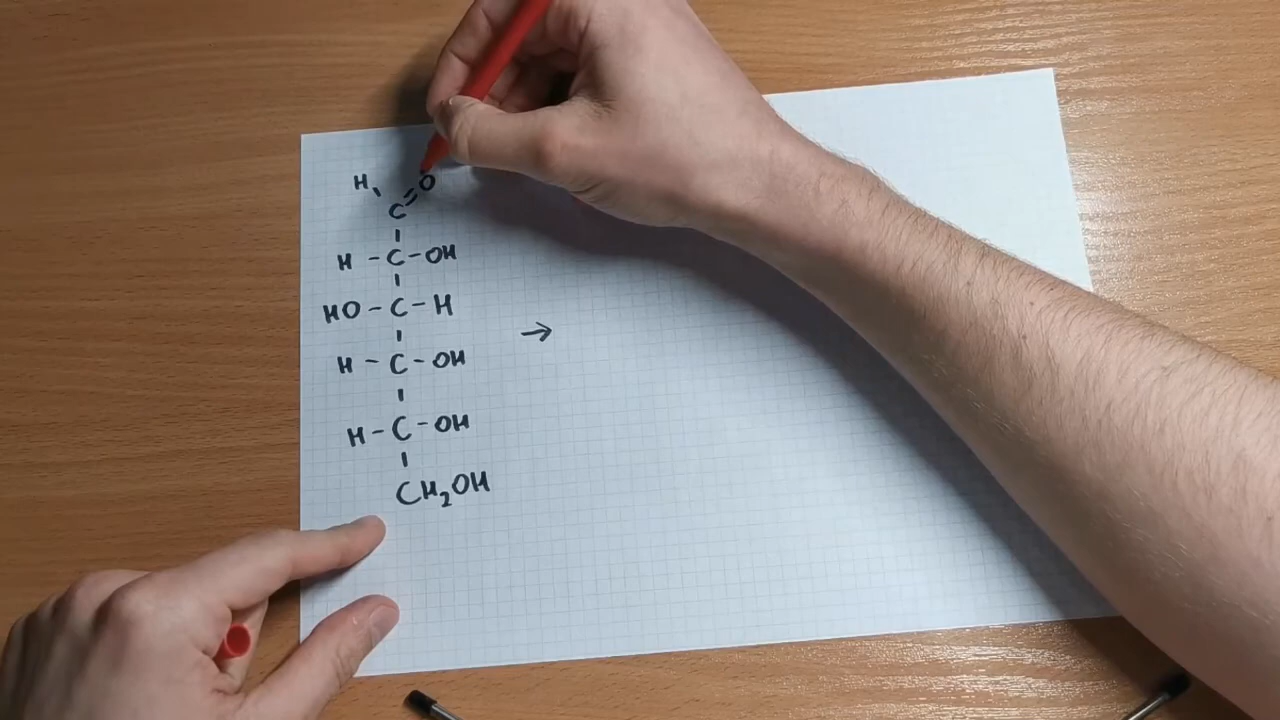 H O
C
H - C - OH
HO - C - H →
H - C - OH
H - C - OH
CH₂OH